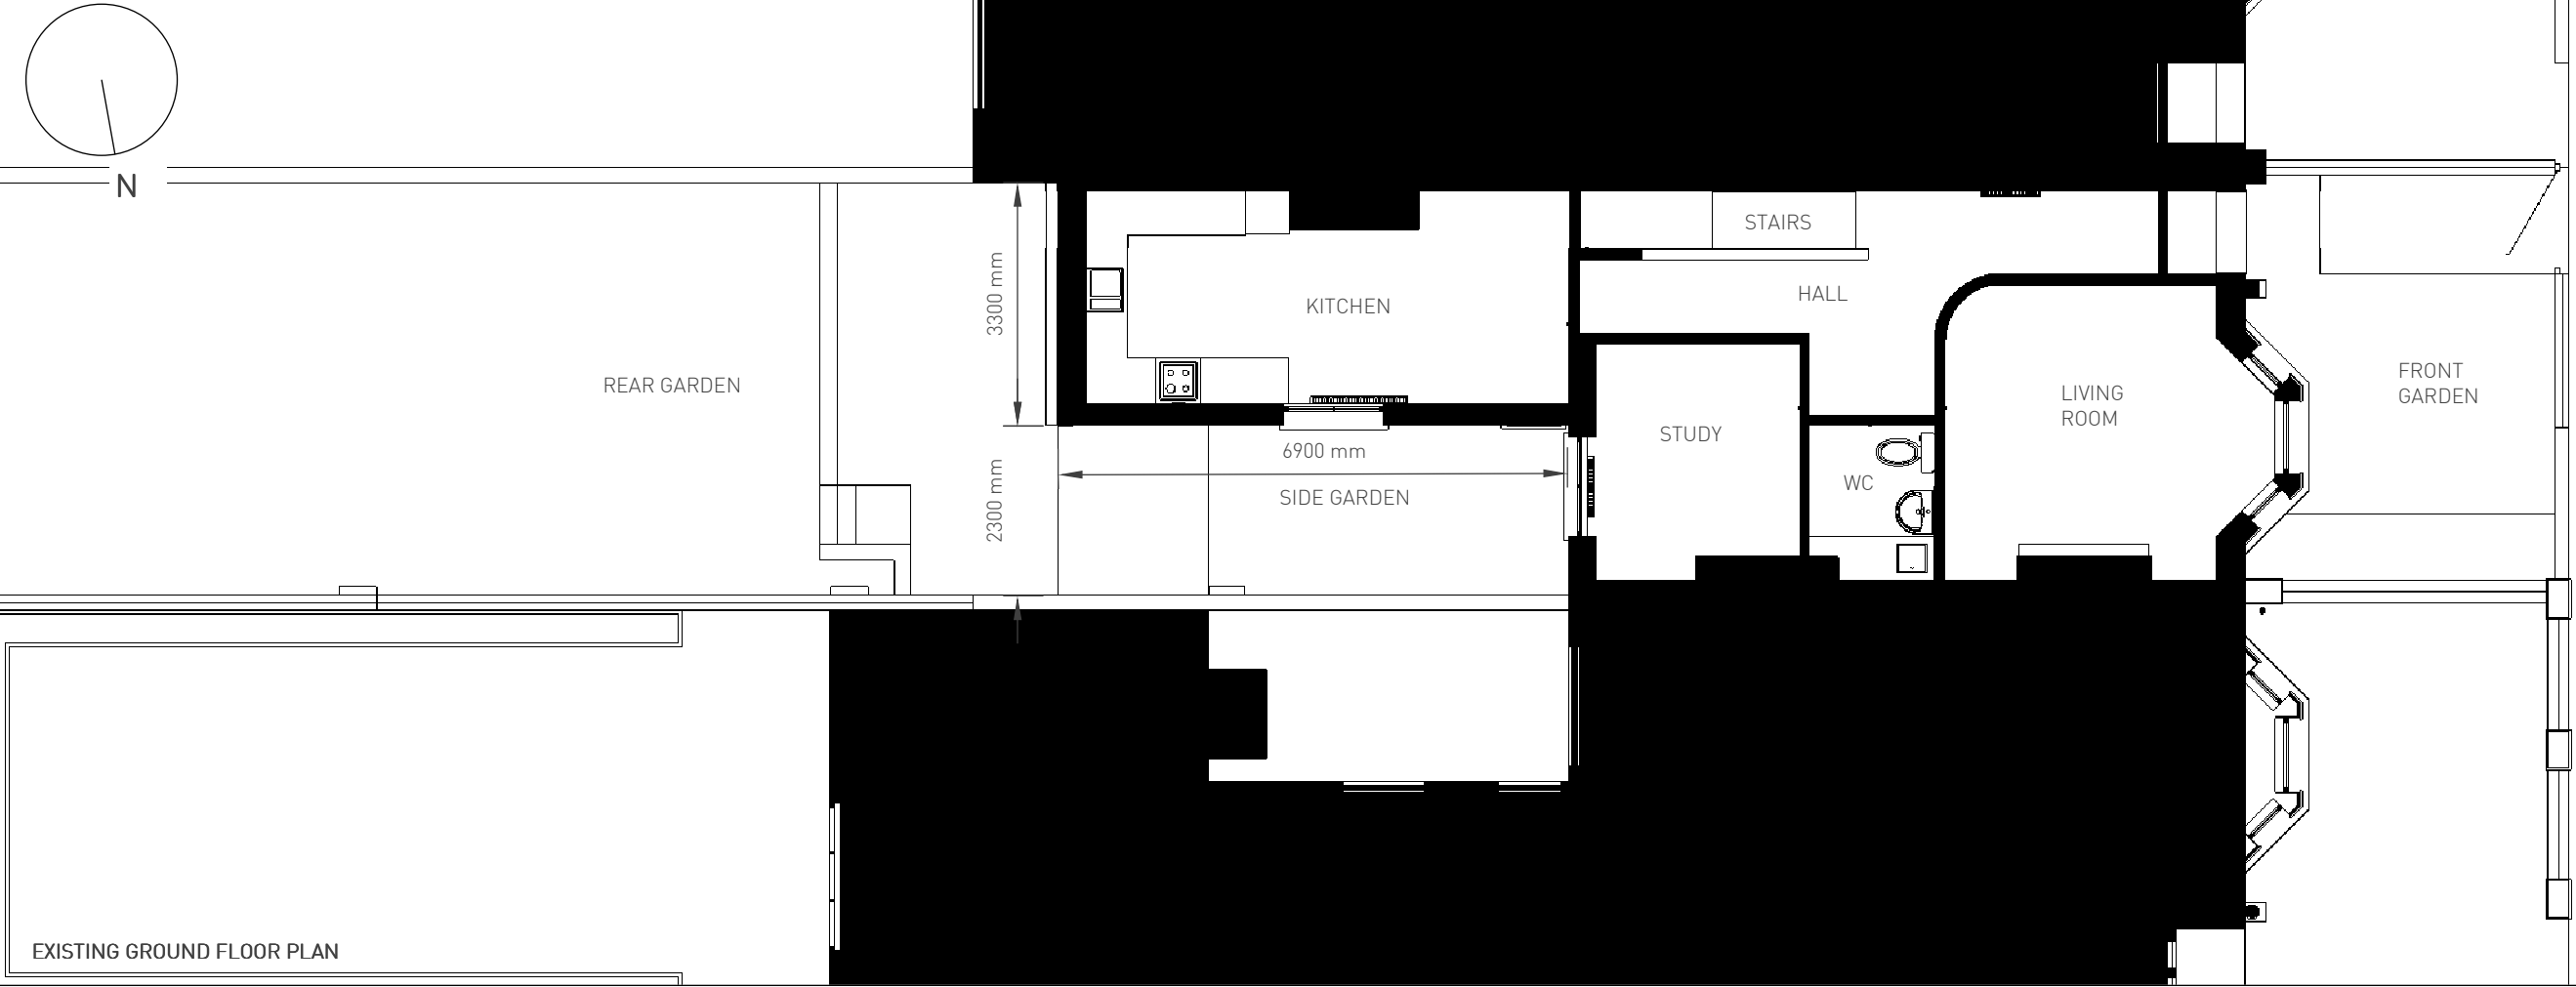 N
STAIRS
3300 mm
KITCHEN
HALL
REAR GARDEN
FRONT
GARDEN
LIVING
ROOM
STUDY
6900 mm
WC
2300 mm
SIDE GARDEN
EXISTING GROUND FLOOR PLAN